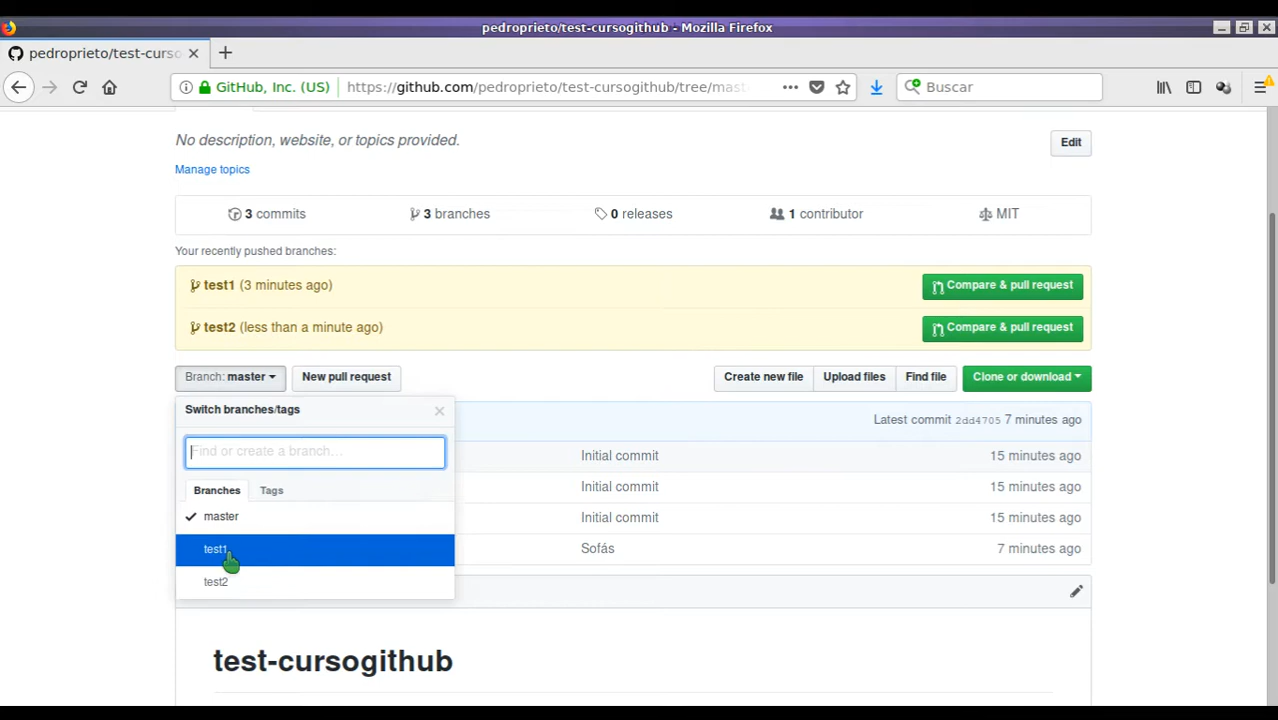 pedroprieto/test-cursogithub - Mozilla Firefox
pedroprieto/test-curso
GitHub, Inc. (US) https://github.com/pedroprieto/test-cursogithub/tree/mast
Buscar
No description, website, or topics provided.
Edit
Manage topics
3 commits 3 branches 0 releases 1 contributor MIT
Your recently pushed branches:
test1 (3 minutes ago) Compare & pull request
test2 (less than a minute ago) Compare & pull request
Branch: master New pull request Create new file Upload files Find file Clone or download
Switch branches/tags
Latest commit 2dd4705 7 minutes ago
Find or create a branch...
Initial commit 15 minutes ago
Branches Tags
Initial commit 15 minutes ago
master
Initial commit 15 minutes ago
test1
Sofás 7 minutes ago
test2
test-cursogithub